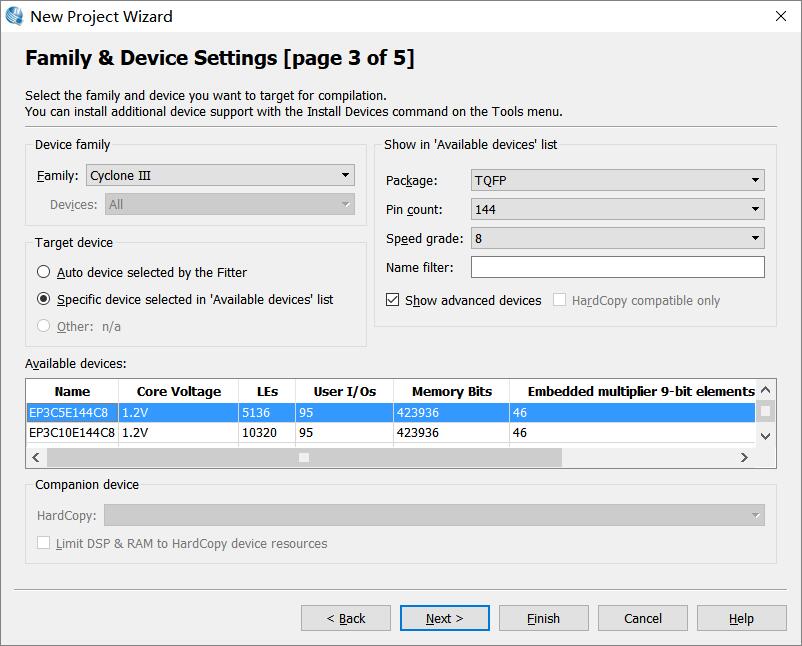 New Project Wizard
Family & Device Settings [page 3 of 5]
Select the family and device you want to target for compilation.
You can install additional device support with the Install Devices command on the Tools menu.
Device family
Family: Cyclone III
Devices: All
Show in 'Available devices' list
Package: TQFP
Pin count: 144
Speed grade: 8
Name filter:
Show advanced devices HardCopy compatible only
Target device
Auto device selected by the Fitter
Specific device selected in 'Available devices' list
Other: n/a
Available devices:
Name Core Voltage LEs User I/Os Memory Bits Embedded multiplier 9-bit elements
EP3C5E144C8 1.2V 5136 95 423936 46
EP3C10E144C8 1.2V 10320 95 423936 46
Companion device
HardCopy:
Limit DSP & RAM to HardCopy device resources
< Back Next > Finish Cancel Help